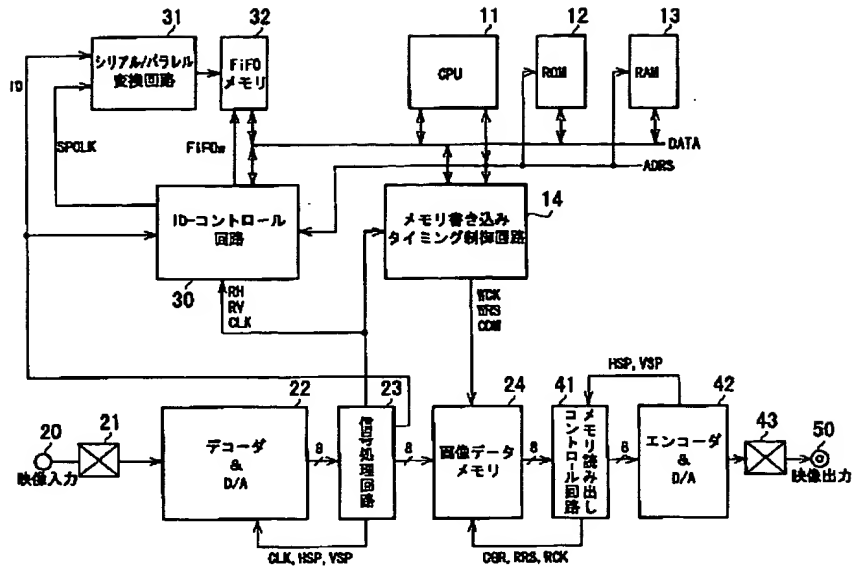 31
32
11
12
13
シリアル/パラレル
変換回路
FiFO
メモリ
CPU
ROM
RAM
ID
SPCLK
FiFOw
DATA
ADRS
ID-コントロール
回路
30
メモリ書き込み
タイミング制御回路
14
RH
RV
CLK
WCK
WRS
HSP, VSP
20
映像入力
21
22
デコーダ
&
D/A
8
23
信号処理回路
8
24
画像データ
メモリ
8
41
メモリ読み出し
コントロール回路
8
42
エンコーダ
&
D/A
43
50
映像出力
CLK, HSP, VSP
RRS, RCK